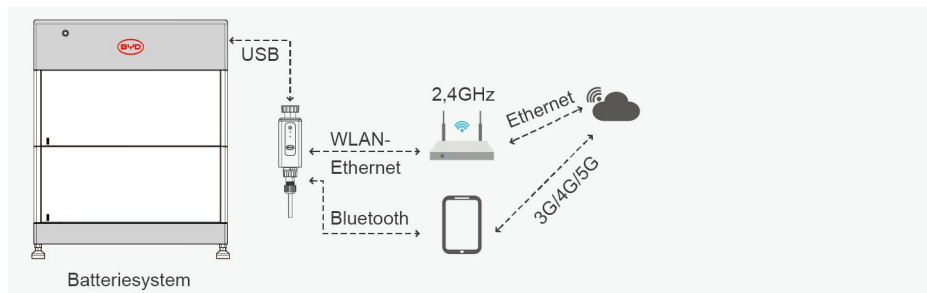 BYD
USB
2,4GHz
Ethernet
WLAN-
Ethernet
3G/4G/5G
Bluetooth
Batteriesystem